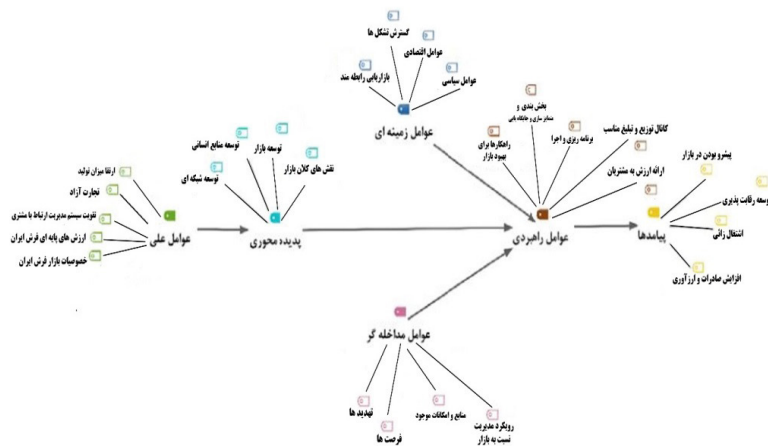 گسترش تشکل ها
عوامل اقتصادی
عوامل سیاسی
بازاریابی رابطه مند
عوامل زمینه ای
بخش بندی و
متمایز سازی و جایگاه یابی
کانال توزیع و تبلیغ مناسب
برنامه ریزی و اجرا
راهکارها برای
بهبود بازار
ارائه ارزش به مشتریان
عوامل راهبردی
پیشرو بودن در بازار
توسعه رقابت پذیری
اشتغال زائی
افزایش صادرات و ارزآوری
پیامدها
توسعه منابع انسانی
توسعه بازار
نقش های کلان بازار
توسعه شبکه ای
پدیده محوری
ارتقا میزان تولید
تجارت آزاد
تقویت سیستم مدیریت ارتباط با مشتری
ارزش های پایه ای فرش ایران
خصوصیات بازار فرش ایران
عوامل علی
عوامل مداخله گر
تهدید ها
فرصت ها
منابع و امکانات موجود
رویکرد مدیریت
نسبت به بازار